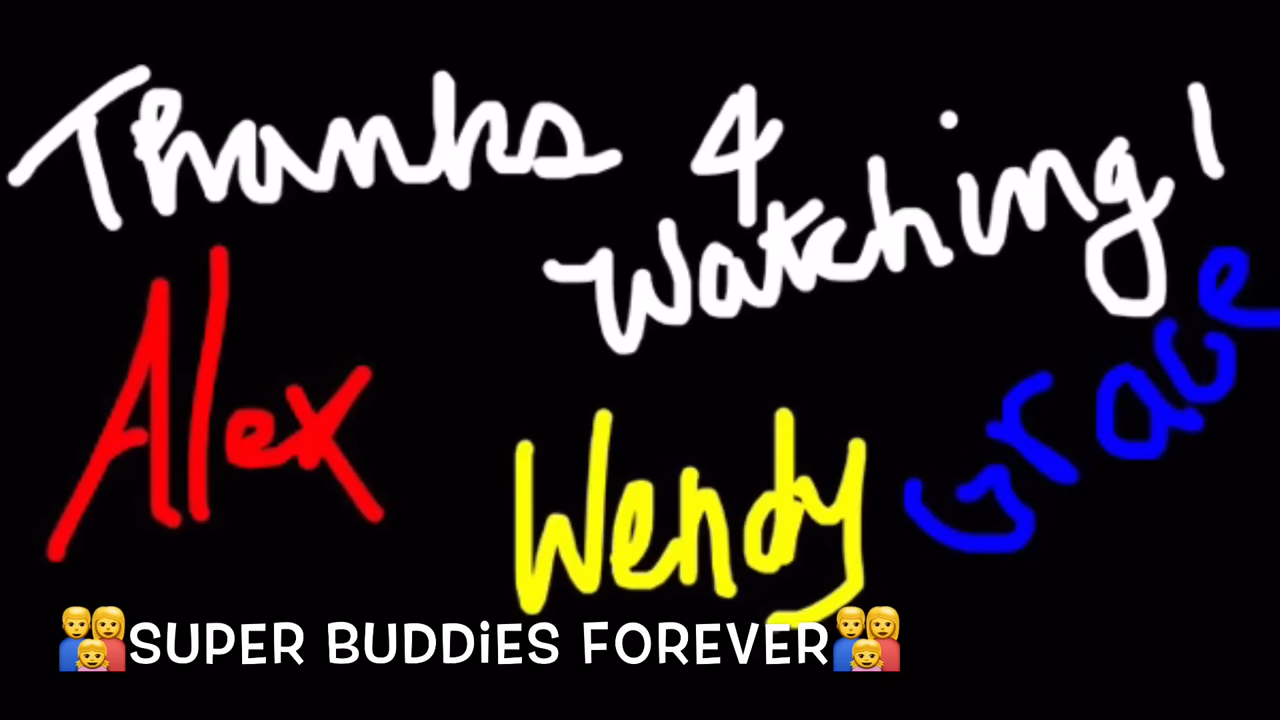 Thanks 4
Watching!
Alex
Wendy
Grace
👨‍👩‍👧SUPER BUDDiES FOREVER👨‍👩‍👧